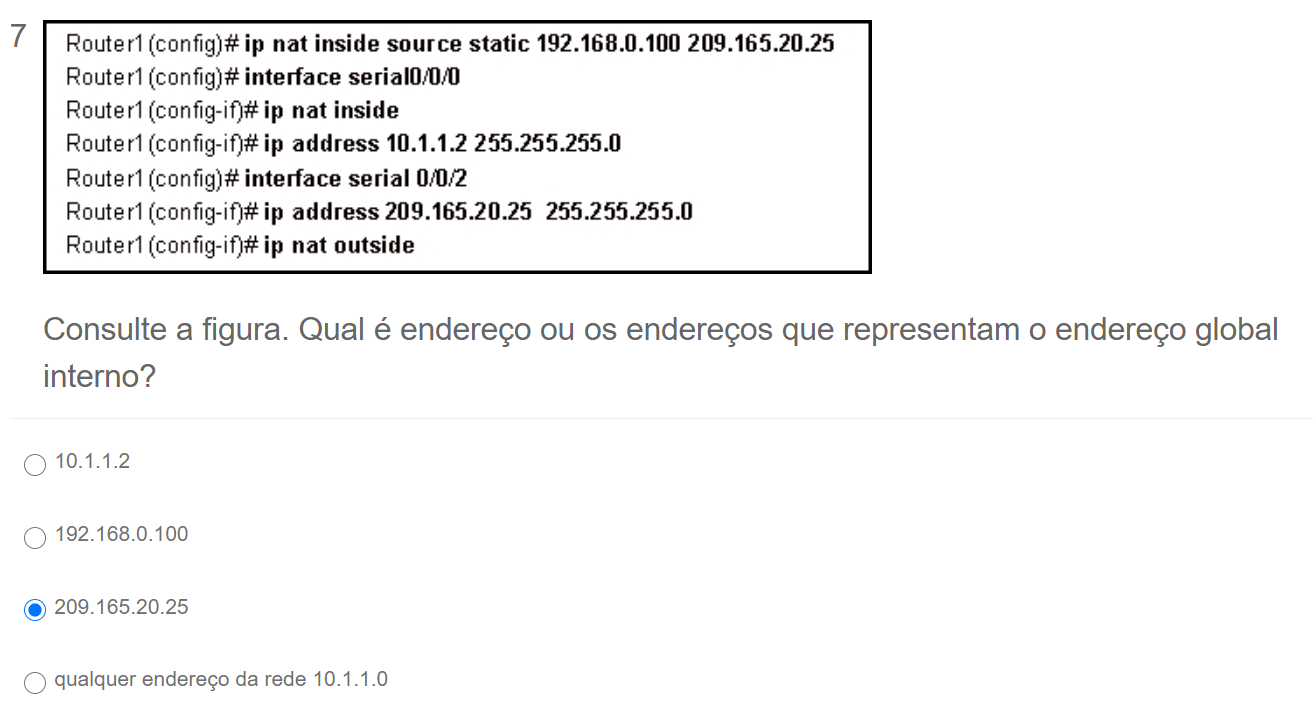 7
Router1(config)# ip nat inside source static 192.168.0.100 209.165.20.25
Router1(config)# interface serial0/0/0
Router1(config-if)# ip nat inside
Router1(config-if)# ip address 10.1.1.2 255.255.255.0
Router1(config)# interface serial 0/0/2
Router1(config-if)# ip address 209.165.20.25 255.255.255.0
Router1(config-if)# ip nat outside
Consulte a figura. Qual é endereço ou os endereços que representam o endereço global
interno?
10.1.1.2
192.168.0.100
209.165.20.25
qualquer endereço da rede 10.1.1.0